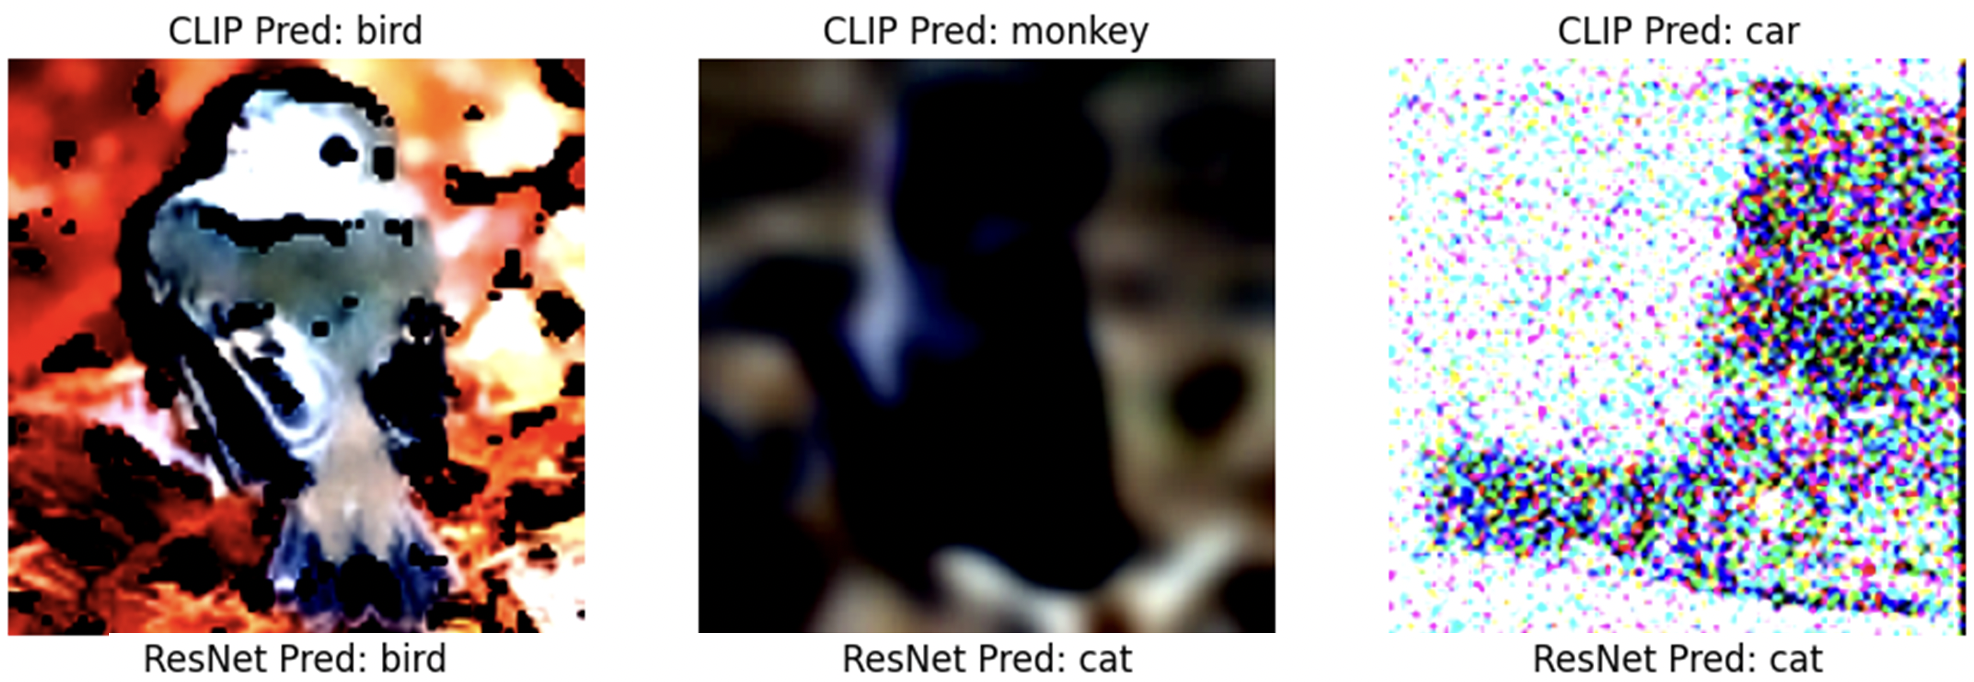 CLIP Pred: bird
CLIP Pred: monkey
CLIP Pred: car
ResNet Pred: bird
ResNet Pred: cat
ResNet Pred: cat